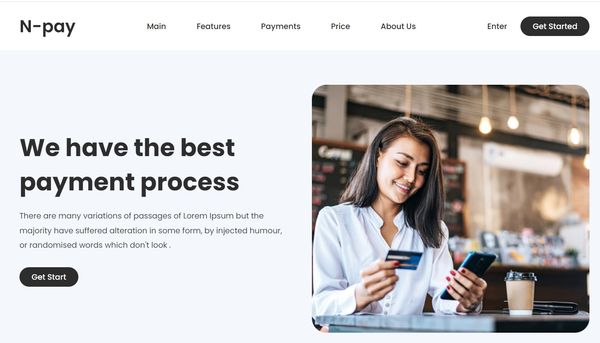 N-pay
Main
Features
Payments
Price
About Us
Enter
Get Started
We have the best
payment process
There are many variations of passages of Lorem Ipsum but the
majority have suffered alteration in some form, by injected humour,
or randomised words which don't look .
Get Start